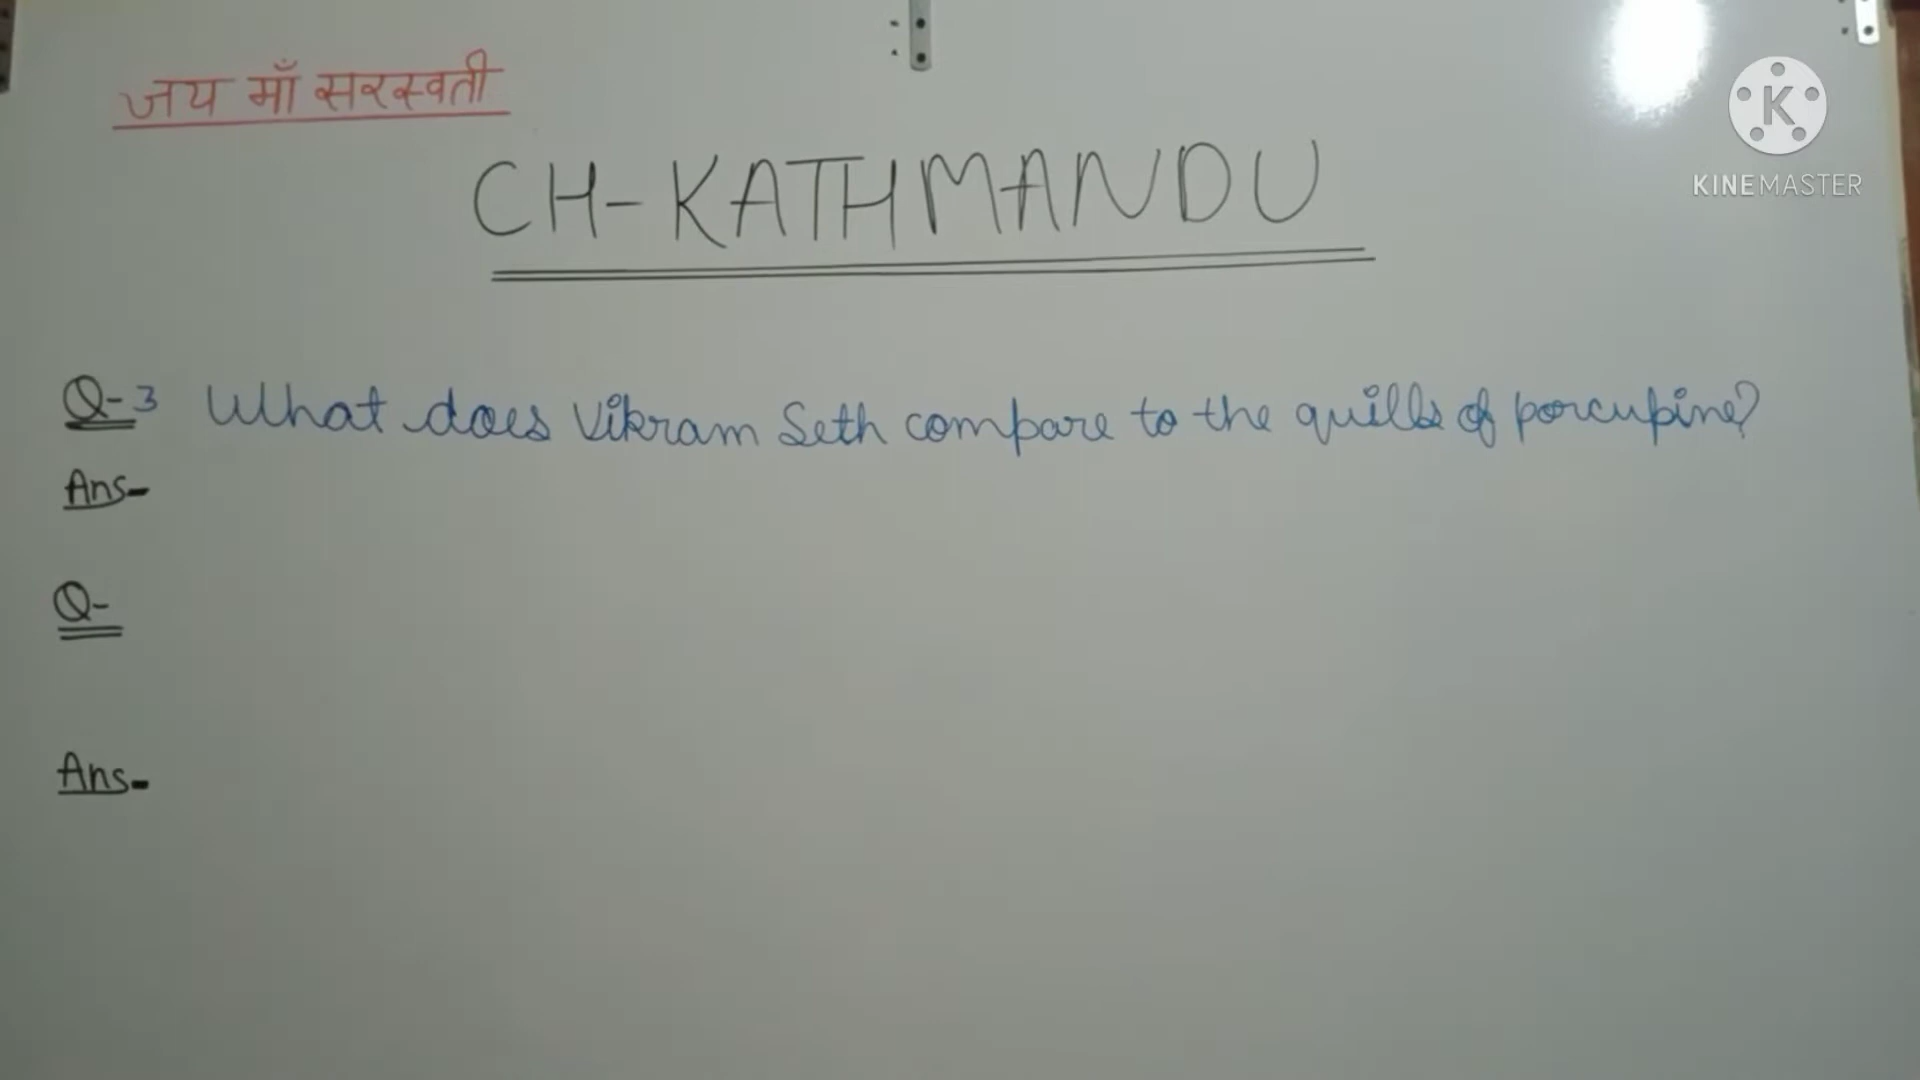 जय माँ सरस्वती
KINEMASTER
CH-KATHMANDU
Q-3 What does Vikram Seth compare to the quills of porcupine?
Ans-
Q-
Ans-